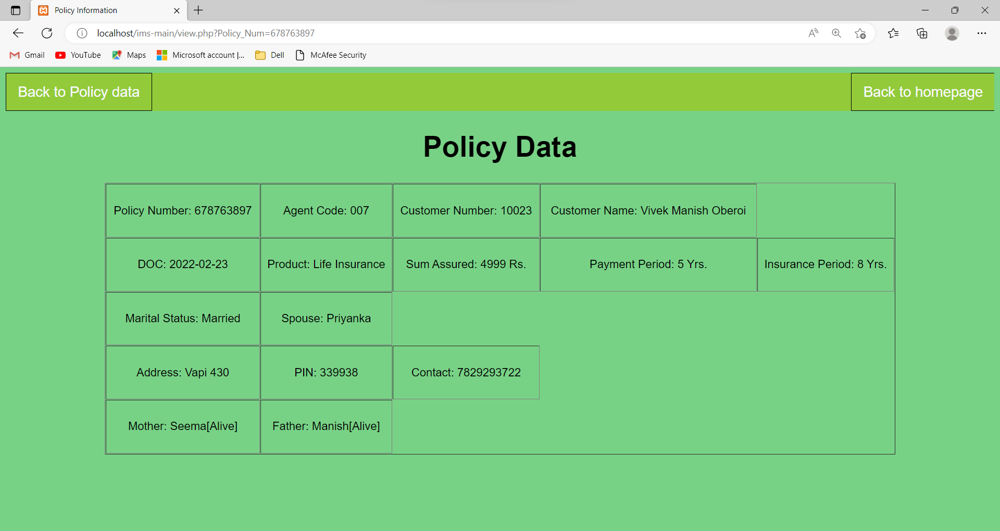 Policy Information
localhost/ims-main/view.php?Policy_Num=678763897
Gmail YouTube Maps Microsoft account |... Dell McAfee Security
Back to Policy data Back to homepage
Policy Data
Policy Number: 678763897 Agent Code: 007 Customer Number: 10023 Customer Name: Vivek Manish Oberoi
DOC: 2022-02-23 Product: Life Insurance Sum Assured: 4999 Rs. Payment Period: 5 Yrs. Insurance Period: 8 Yrs.
Marital Status: Married Spouse: Priyanka
Address: Vapi 430 PIN: 339938 Contact: 7829293722
Mother: Seema[Alive] Father: Manish[Alive]